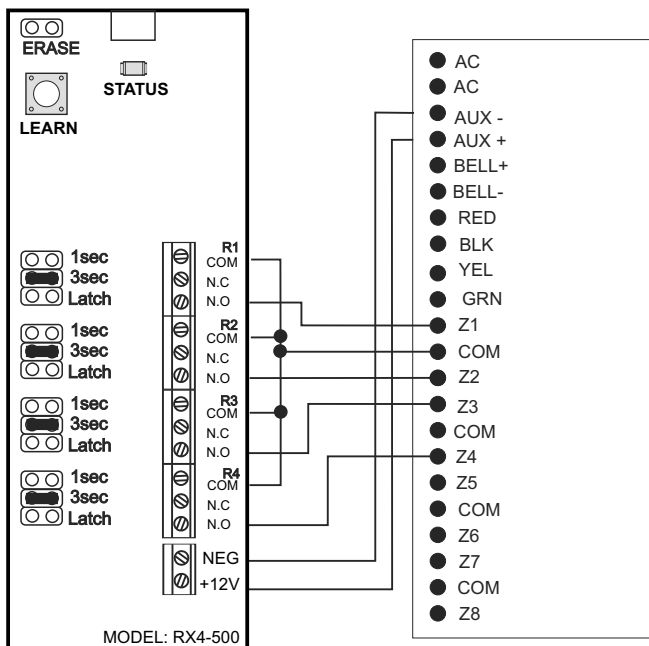 ERASE
STATUS
LEARN
1sec
3sec
Latch
1sec
3sec
Latch
1sec
3sec
Latch
1sec
3sec
Latch
R1
COM
N.C
N.O
R2
COM
N.C
N.O
R3
COM
N.C
N.O
R4
COM
N.C
N.O
NEG
+12V
MODEL: RX4-500
AC
AC
AUX -
AUX +
BELL+
BELL-
RED
BLK
YEL
GRN
Z1
COM
Z2
Z3
COM
Z4
Z5
COM
Z6
Z7
COM
Z8